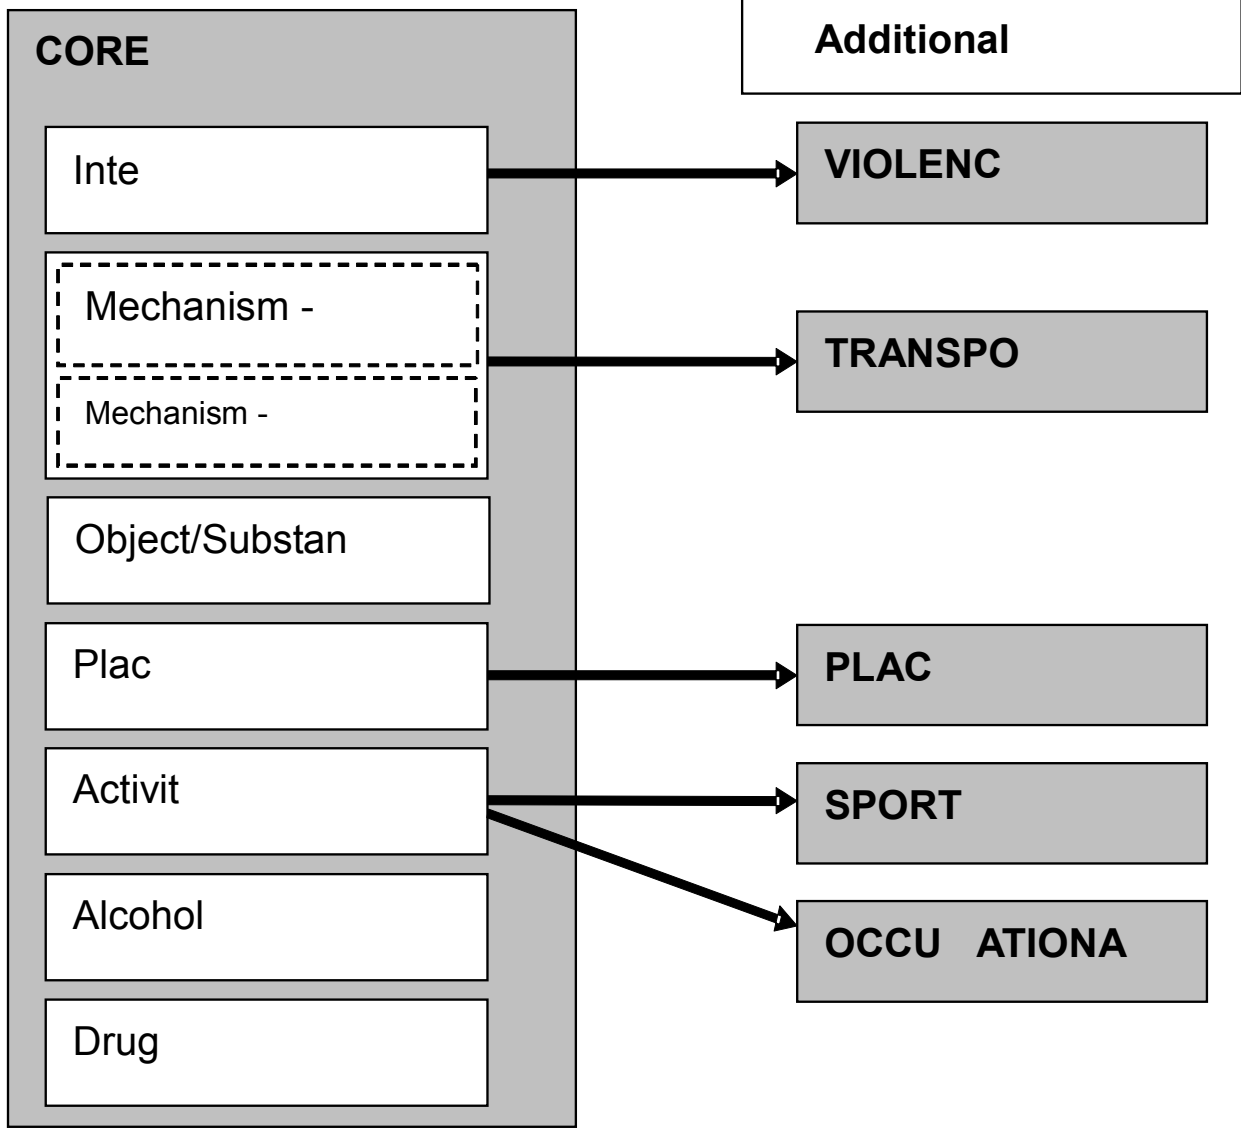 CORE
Additional
Inte
VIOLENC
Mechanism -
TRANSPO
Mechanism -
Object/Substan
Plac
PLAC
Activit
SPORT
Alcohol
OCCU ATIONA
Drug